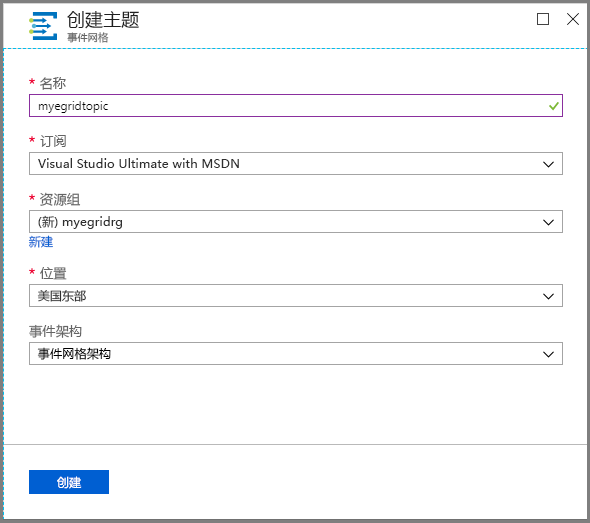 创建主题
事件网格
* 名称
myegridtopic
* 订阅
Visual Studio Ultimate with MSDN
* 资源组
(新) myegridrg
新建
* 位置
美国东部
事件架构
事件网格架构
创建